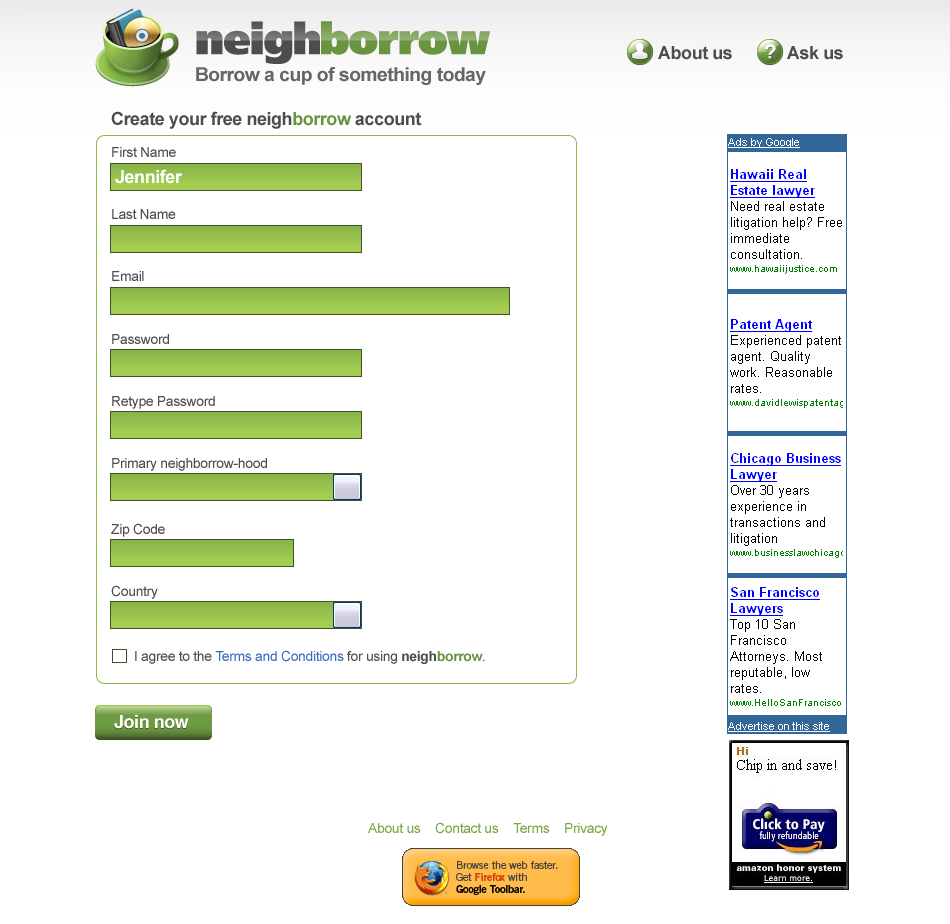 neighborrow
Borrow a cup of something today
About us
Ask us
Create your free neighborrow account
First Name
Jennifer
Last Name
Email
Password
Retype Password
Primary neighborrow-hood
Zip Code
Country
I agree to the Terms and Conditions for using neighborrow.
Join now
Ads by Google
Hawaii Real
Estate lawyer
Need real estate
litigation help? Free
immediate
consultation.
www.hawaiijustice.com
Patent Agent
Experienced patent
agent. Quality
work. Reasonable
rates.
www.davidlewispatentag
Chicago Business
Lawyer
Over 30 years
experience in
transactions and
litigation
www.businesslawchicago
San Francisco
Lawyers
Top 10 San
Francisco
Attorneys. Most
reputable, low
rates.
www.HelloSanFrancisco
Advertise on this site
Hi
Chip in and save!
Click to Pay
fully refundable
amazon honor system
Learn more.
About us
Contact us
Terms
Privacy
Browse the web faster.
Get Firefox with
Google Toolbar.